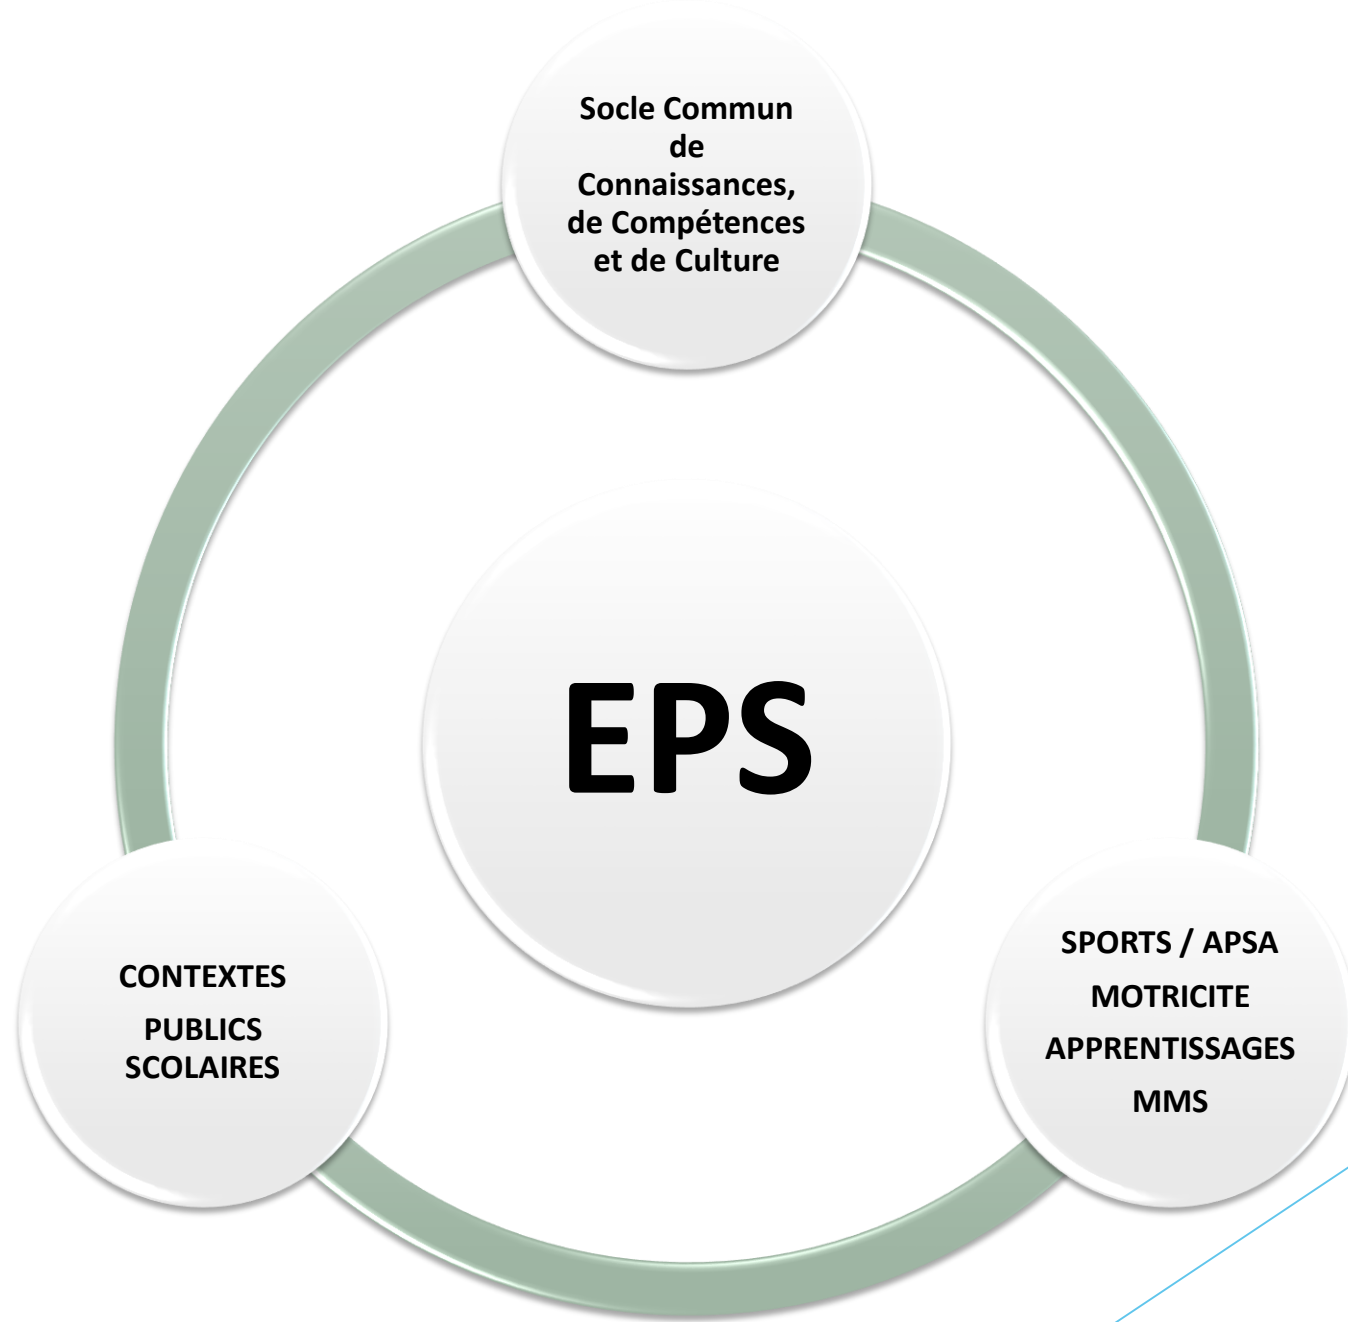 Socle Commun
de
Connaissances,
de Compétences
et de Culture
EPS
CONTEXTES
PUBLICS
SCOLAIRES
SPORTS / APSA
MOTRICITE
APPRENTISSAGES
MMS